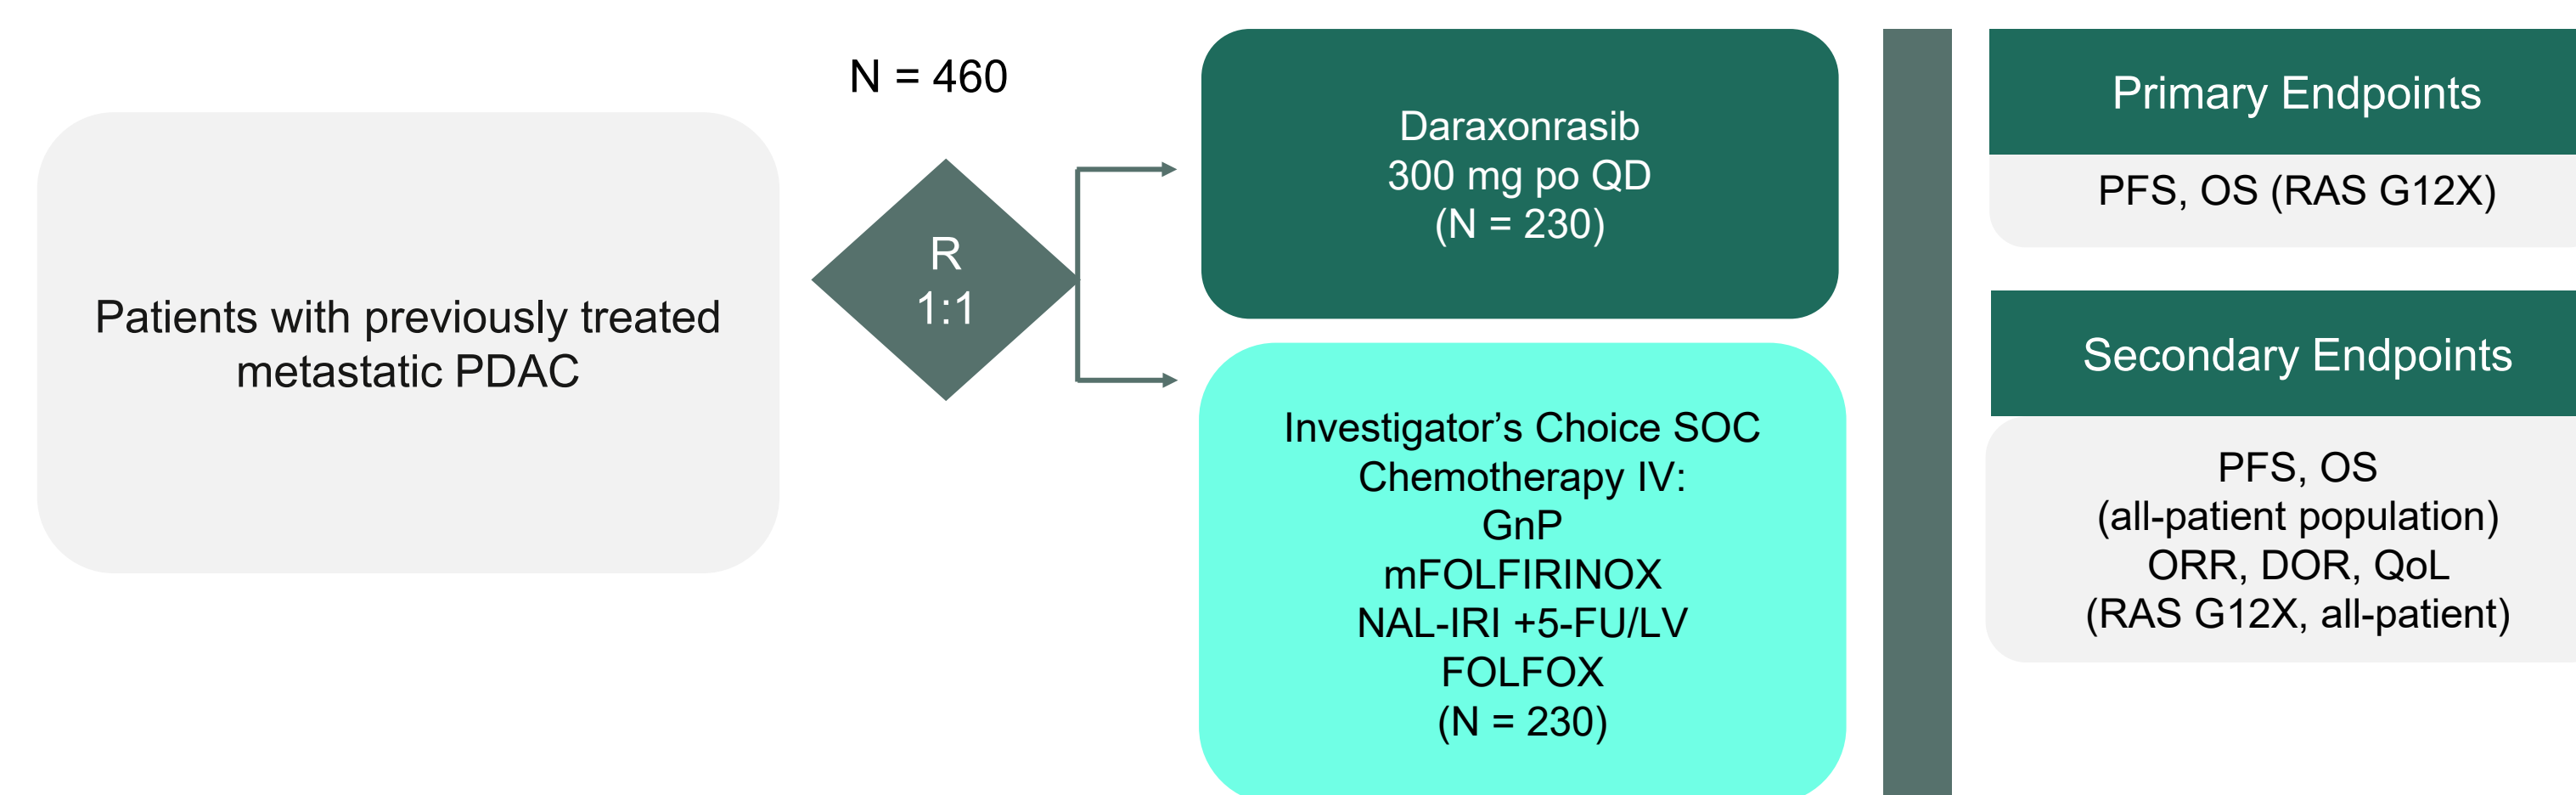 Patients with previously treated
metastatic PDAC
N = 460
R
1:1
Daraxonrasib
300 mg po QD
(N = 230)
Investigator’s Choice SOC
Chemotherapy IV:
GnP
mFOLFIRINOX
NAL-IRI +5-FU/LV
FOLFOX
(N = 230)
Primary Endpoints
PFS, OS (RAS G12X)
Secondary Endpoints
PFS, OS
(all-patient population)
ORR, DOR, QoL
(RAS G12X, all-patient)